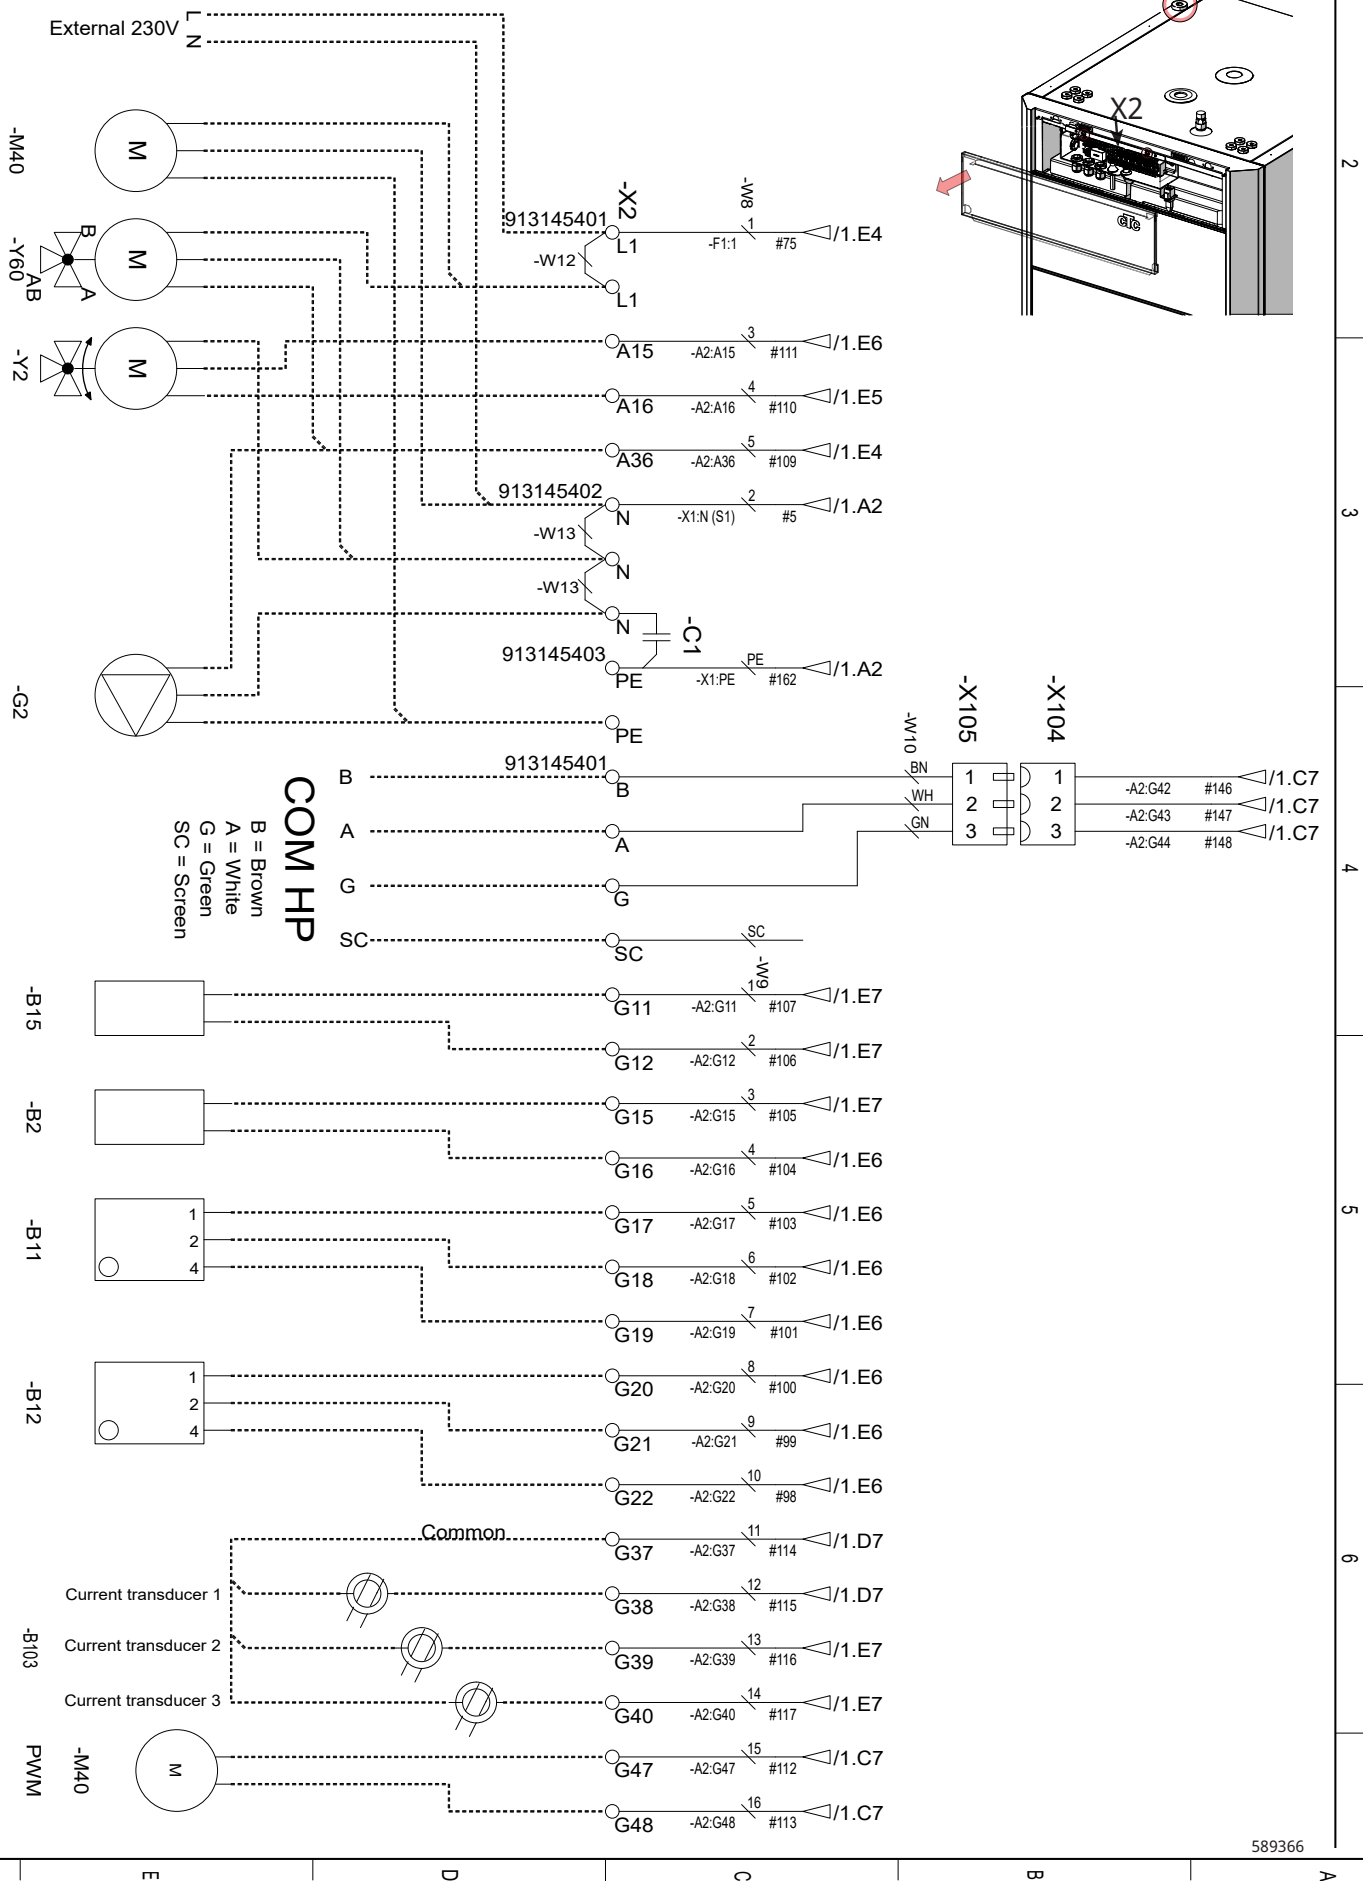 External 230V
L
N
-M40
M
-Y60
B
A
AB
M
-Y2
M
-G2
X2
CTC
-X2
-W8
913145401
L1
-F1:1
1
#75
/1.E4
-W12
L1
A15
-A2:A15
3
#111
/1.E6
A16
-A2:A16
4
#110
/1.E5
A36
-A2:A36
5
#109
/1.E4
913145402
N
-X1:N (S1)
2
#5
/1.A2
-W13
N
-W13
N
-C1
913145403
PE
-X1:PE
PE
#162
/1.A2
PE
-X105
-X104
-W10
COM HP
B = Brown
A = White
G = Green
SC = Screen
B
913145401
B
BN
1
1
-A2:G42
#146
/1.C7
A
A
WH
2
2
-A2:G43
#147
/1.C7
GN
3
3
-A2:G44
#148
/1.C7
G
G
SC
SC
SC
-W9
-B15
G11
-A2:G11
1
#107
/1.E7
G12
-A2:G12
2
#106
/1.E7
-B2
G15
-A2:G15
3
#105
/1.E7
G16
-A2:G16
4
#104
/1.E6
-B11
1
2
4
G17
-A2:G17
5
#103
/1.E6
G18
-A2:G18
6
#102
/1.E6
G19
-A2:G19
7
#101
/1.E6
-B12
1
2
4
G20
-A2:G20
8
#100
/1.E6
G21
-A2:G21
9
#99
/1.E6
G22
-A2:G22
10
#98
/1.E6
Common
G37
-A2:G37
11
#114
/1.D7
-B103
Current transducer 1
G38
-A2:G38
12
#115
/1.D7
Current transducer 2
G39
-A2:G39
13
#116
/1.E7
Current transducer 3
G40
-A2:G40
14
#117
/1.E7
PWM
-M40
M
G47
-A2:G47
15
#112
/1.C7
G48
-A2:G48
16
#113
/1.C7
589366
2
3
4
5
6
E
D
C
B
A